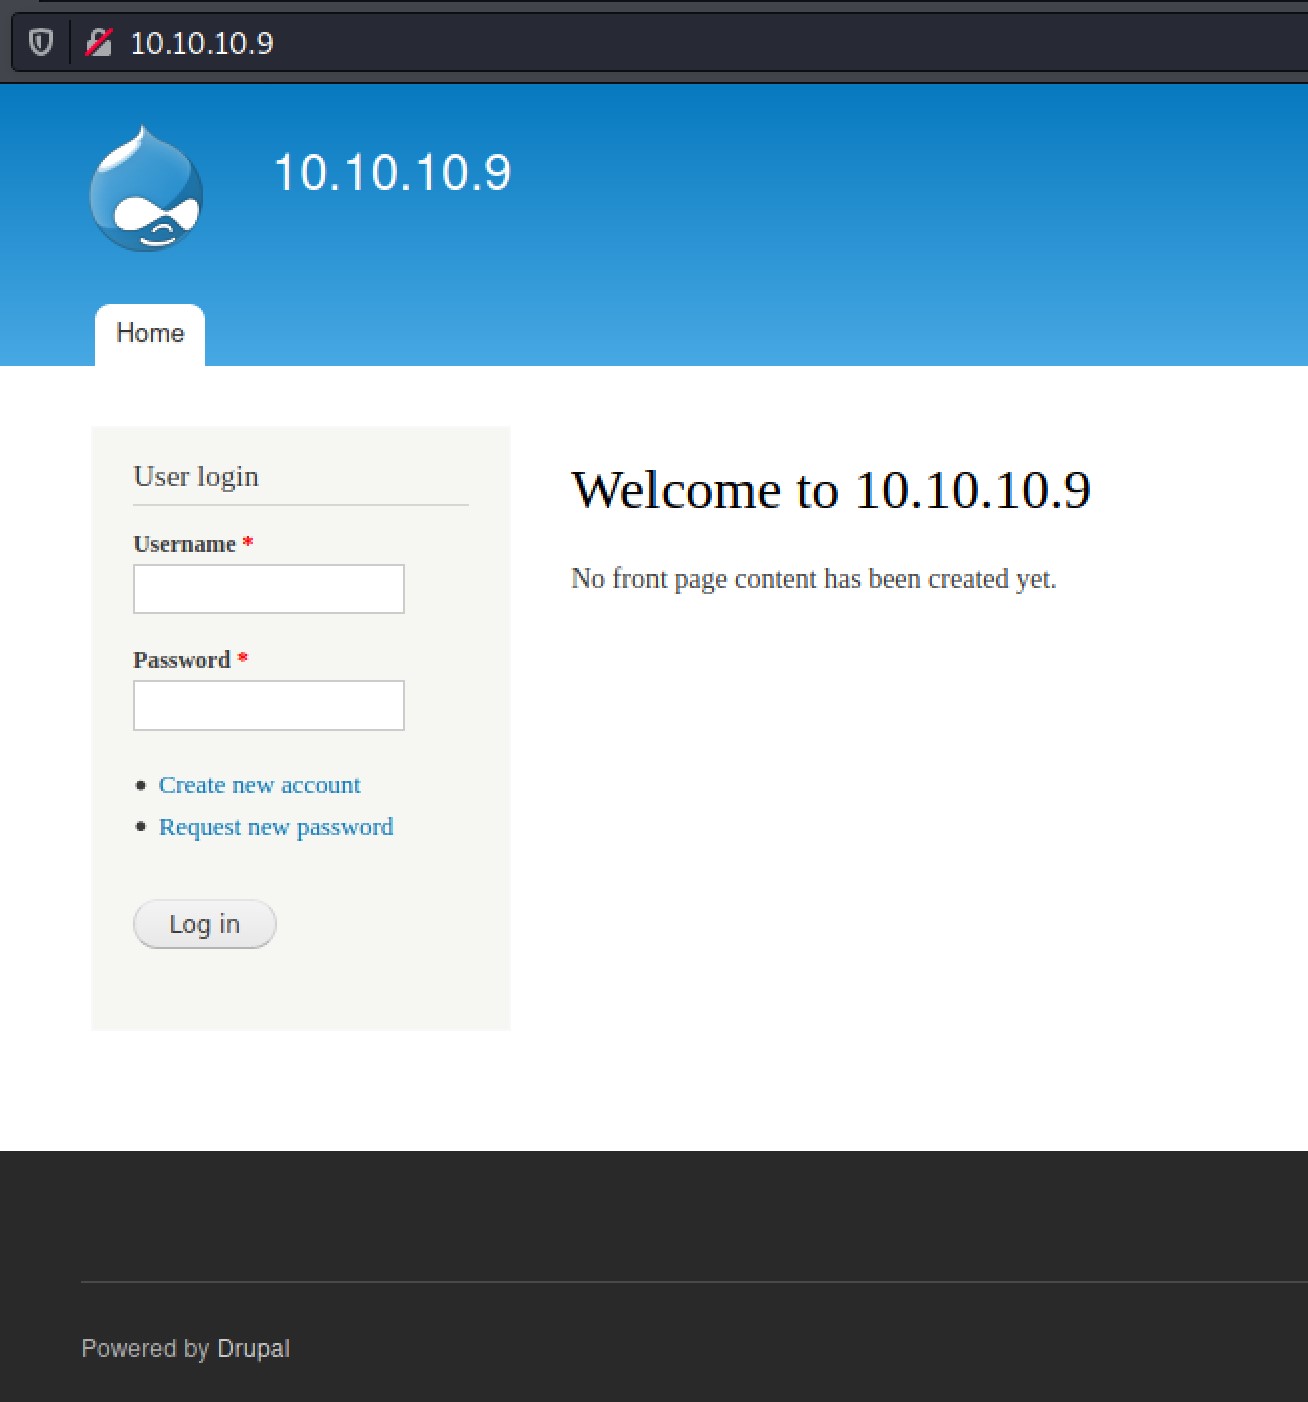 10.10.10.9
10.10.10.9
Home
User login
Username *
Password *
Create new account
Request new password
Log in
Welcome to 10.10.10.9
No front page content has been created yet.
Powered by Drupal